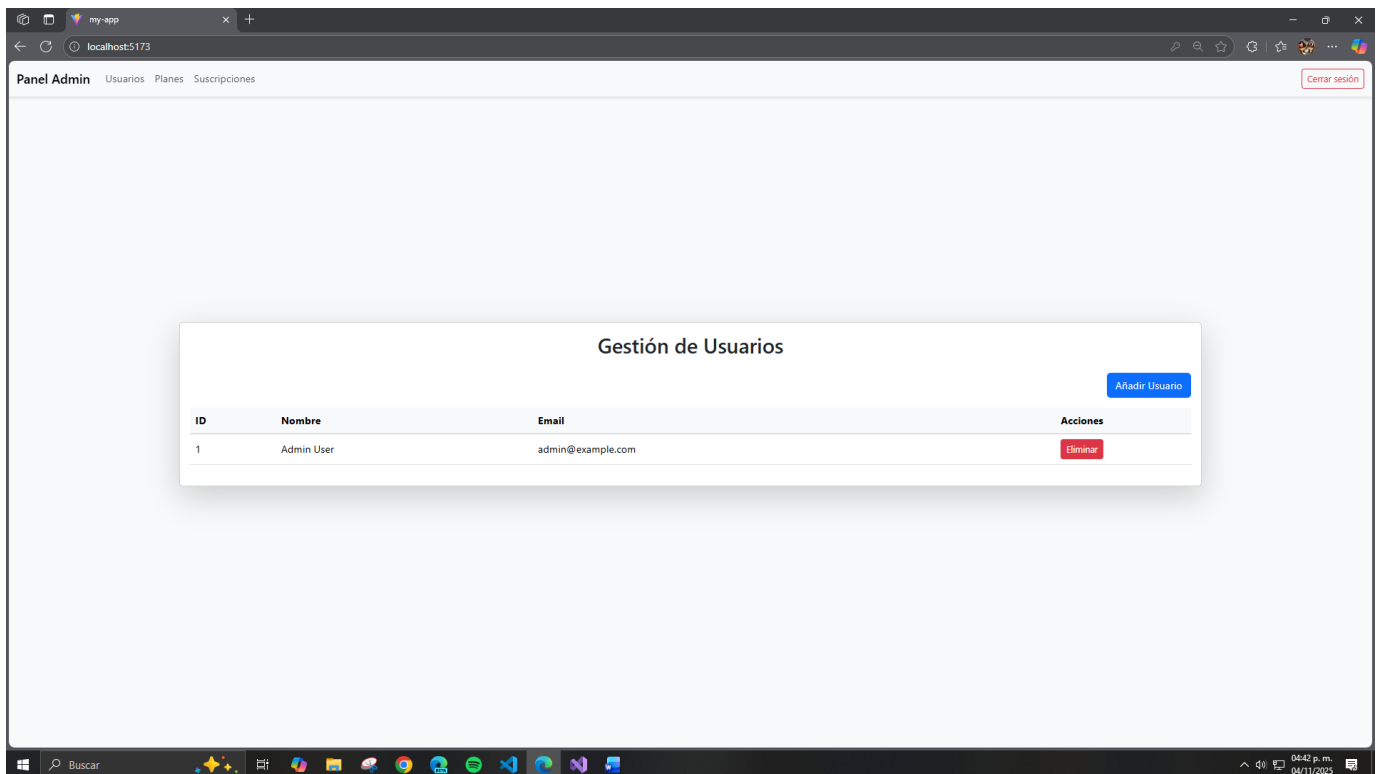 my-app
localhost:5173
Panel Admin Usuarios Planes Suscripciones Cerrar sesión
Gestión de Usuarios
Añadir Usuario
ID Nombre Email Acciones
1 Admin User admin@example.com Eliminar
Buscar 04:42 p. m.
04/11/2025